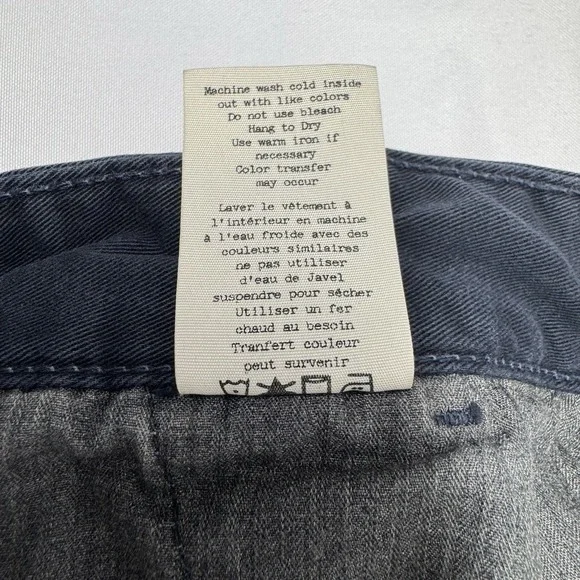 Machine wash cold inside
out with like colors
Do not use bleach
Hang to Dry
Use warm iron if
necessary
Color transfer
may occur
Laver le vêtement à
l'intérieur en machine
à l'eau froide avec des
couleurs similaires
ne pas utiliser
d'eau de Javel
suspendre pour sécher
Utiliser un fer
chaud au besoin
Tranfert couleur
peut survenir